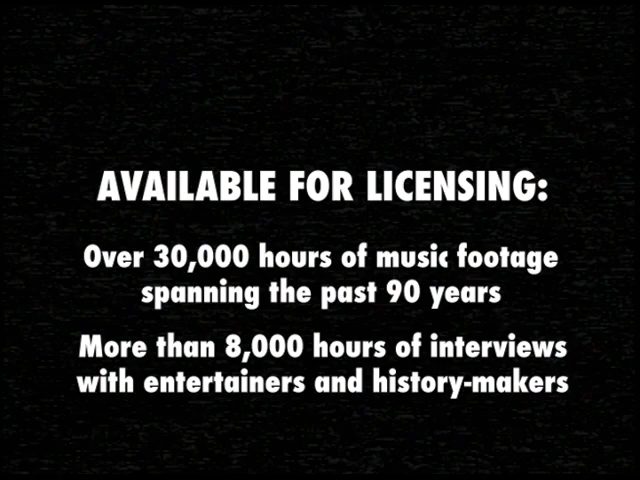 AVAILABLE FOR LICENSING:
Over 30,000 hours of music footage
spanning the past 90 years
More than 8,000 hours of interviews
with entertainers and history-makers